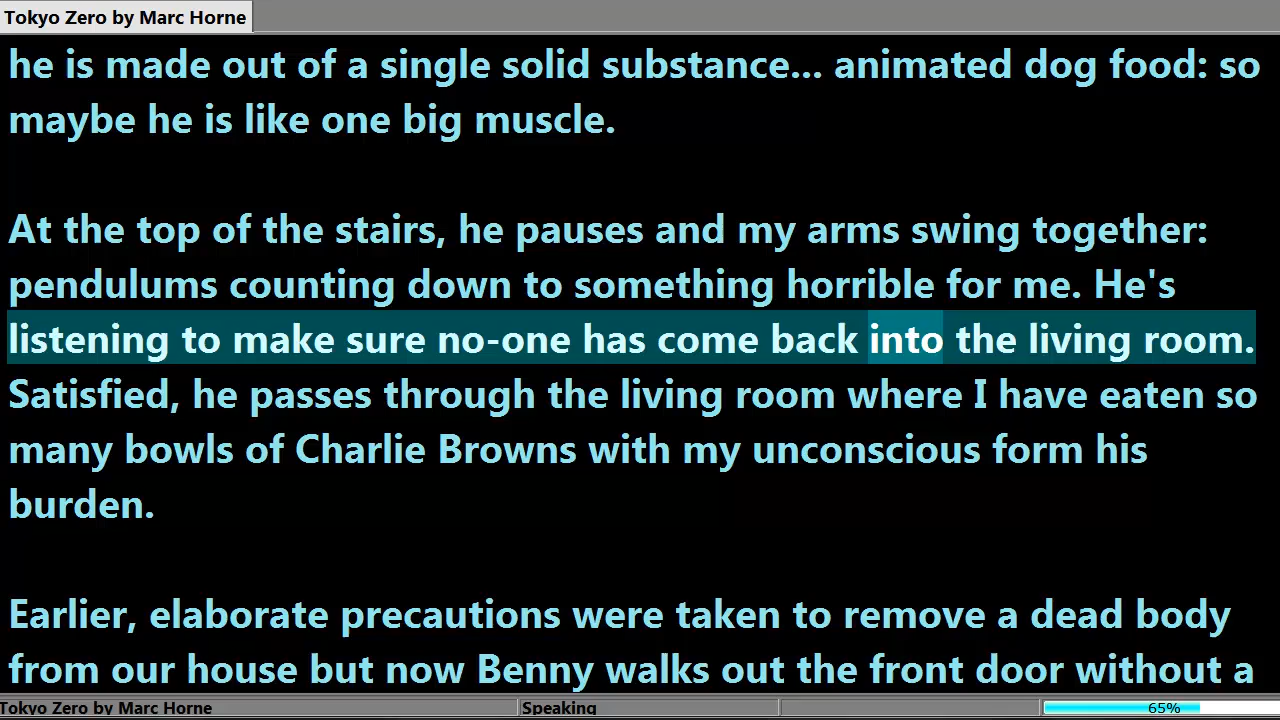 Tokyo Zero by Marc Horne
he is made out of a single solid substance... animated dog food: so
maybe he is like one big muscle.
At the top of the stairs, he pauses and my arms swing together:
pendulums counting down to something horrible for me. He's
listening to make sure no-one has come back into the living room.
Satisfied, he passes through the living room where I have eaten so
many bowls of Charlie Browns with my unconscious form his
burden.
Earlier, elaborate precautions were taken to remove a dead body
from our house but now Benny walks out the front door without a
Tokyo Zero by Marc Horne
Speaking
65%